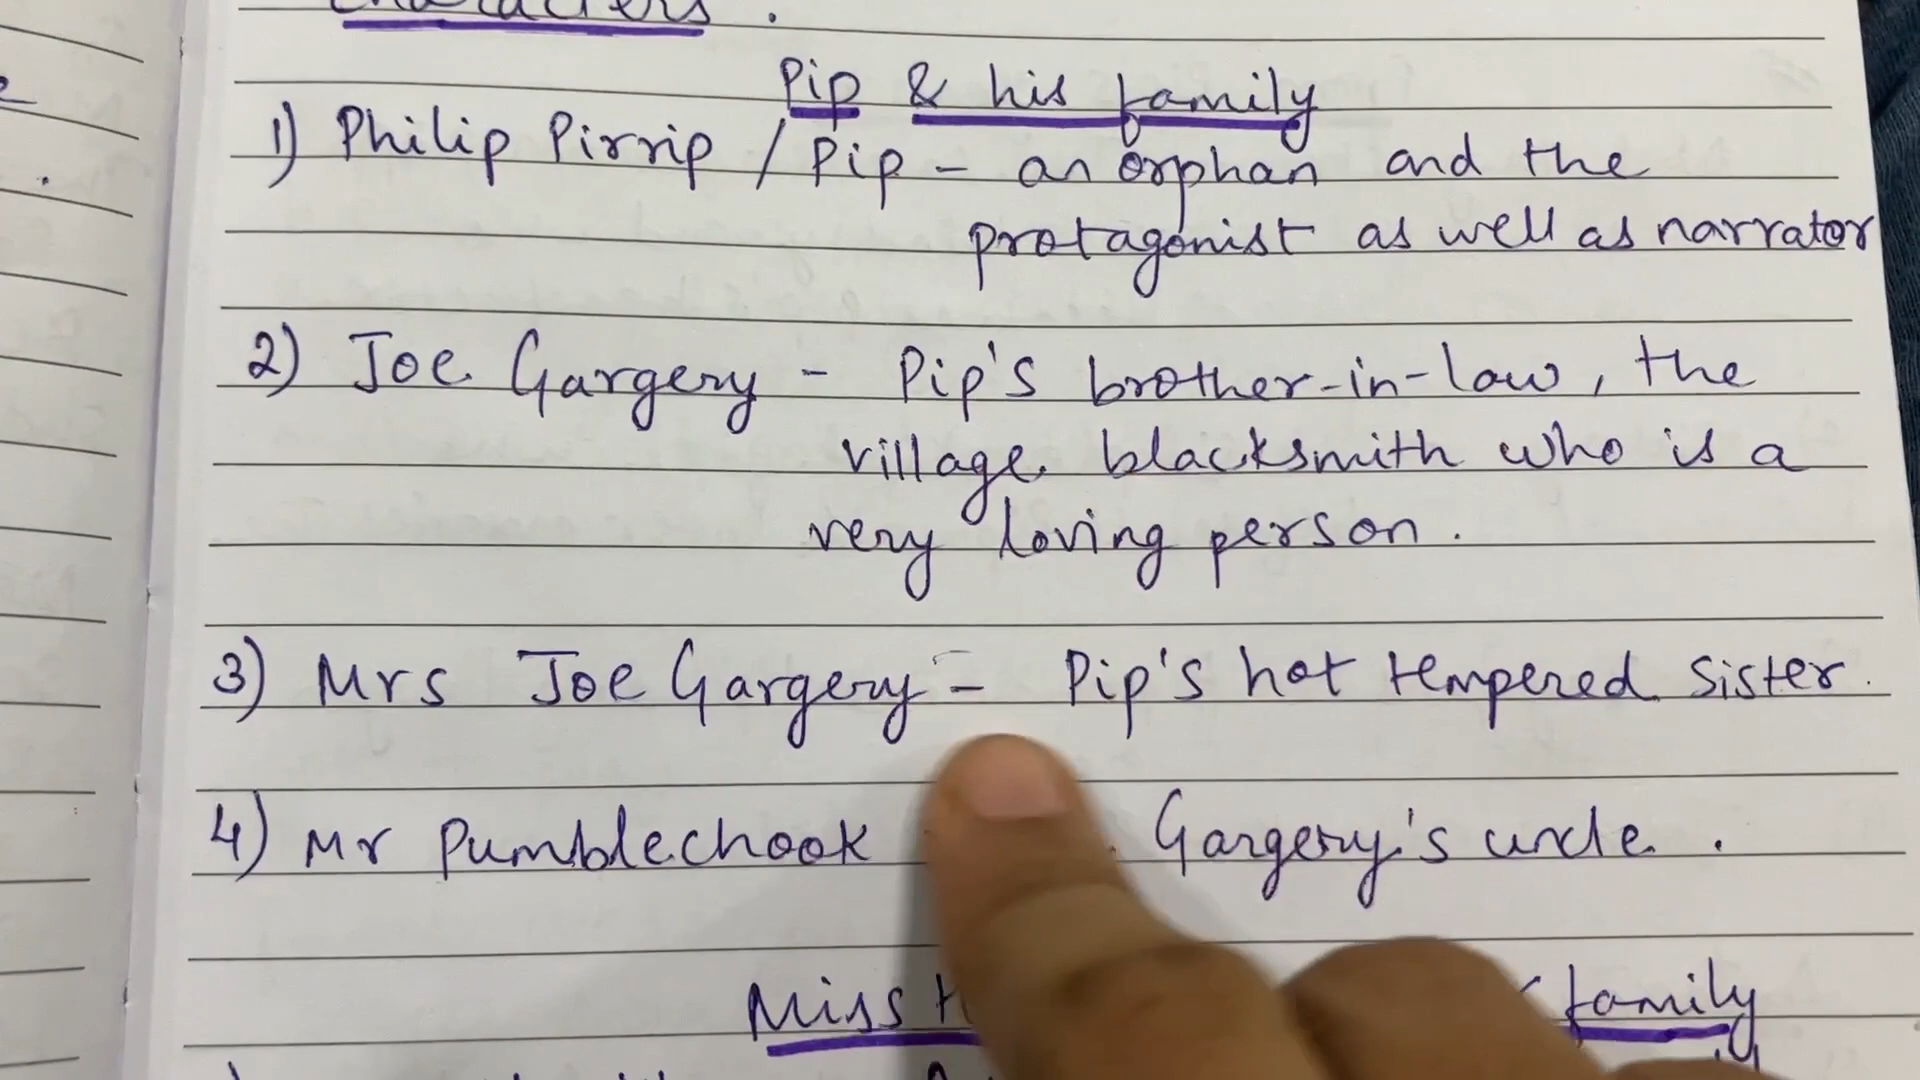 characters.
Pip & his family
1) Philip Pirrip / Pip - an orphan and the
protagonist as well as narrator
2) Joe Gargery - Pip's brother-in-law, the
village blacksmith who is a
very loving person.
3) Mrs Joe Gargery - Pip's hot tempered sister.
4) Mr Pumblechook Gargery's uncle.
Miss family